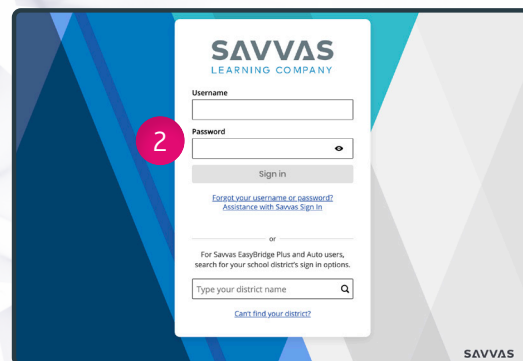 SAVVAS
LEARNING COMPANY
Username
Password
2
Sign in
Forgot your username or password?
Assistance with Savvas Sign In
or
For Savvas EasyBridge Plus and Auto users,
search for your school district's sign in options.
Type your district name
Can't find your district?
SAVVAS